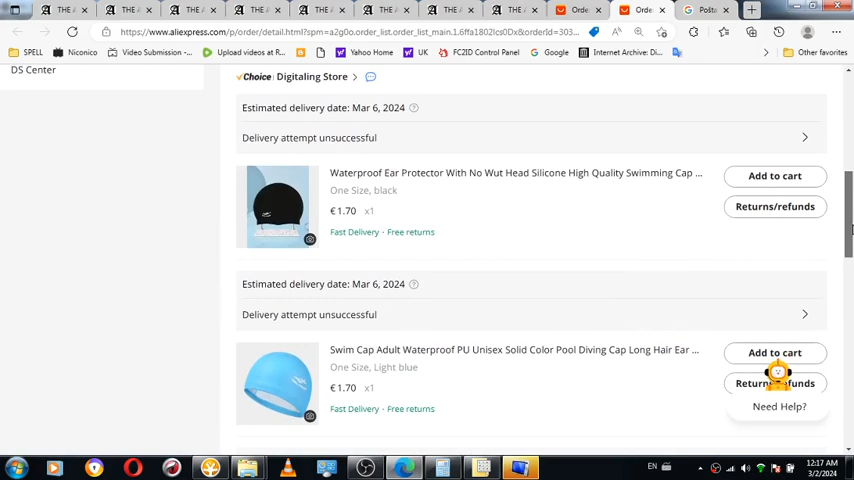 THE A
THE A
THE A
THE A
THE A
THE A
THE A
THE A
Orde
Orde
Posta
https://www.aliexpress.com/p/order/detail.html?spm=a2g0o.order_list.order_list_main.1.6ffa1802Ics0Dx&orderId=303...
SPELL
Niconico
Video Submission -...
Upload videos at R...
Yahoo Home
UK
FC2ID Control Panel
Google
Internet Archive: Di...
Other favorites
DS Center
Choice Digitaling Store
Estimated delivery date: Mar 6, 2024
Delivery attempt unsuccessful
Waterproof Ear Protector With No Wut Head Silicone High Quality Swimming Cap ...
Add to cart
One Size, black
Returns/refunds
€ 1.70 x1
Fast Delivery · Free returns
Estimated delivery date: Mar 6, 2024
Delivery attempt unsuccessful
Swim Cap Adult Waterproof PU Unisex Solid Color Pool Diving Cap Long Hair Ear ...
Add to cart
One Size, Light blue
€ 1.70 x1
Need Help?
Fast Delivery · Free returns
EN
12:17 AM
3/2/2024